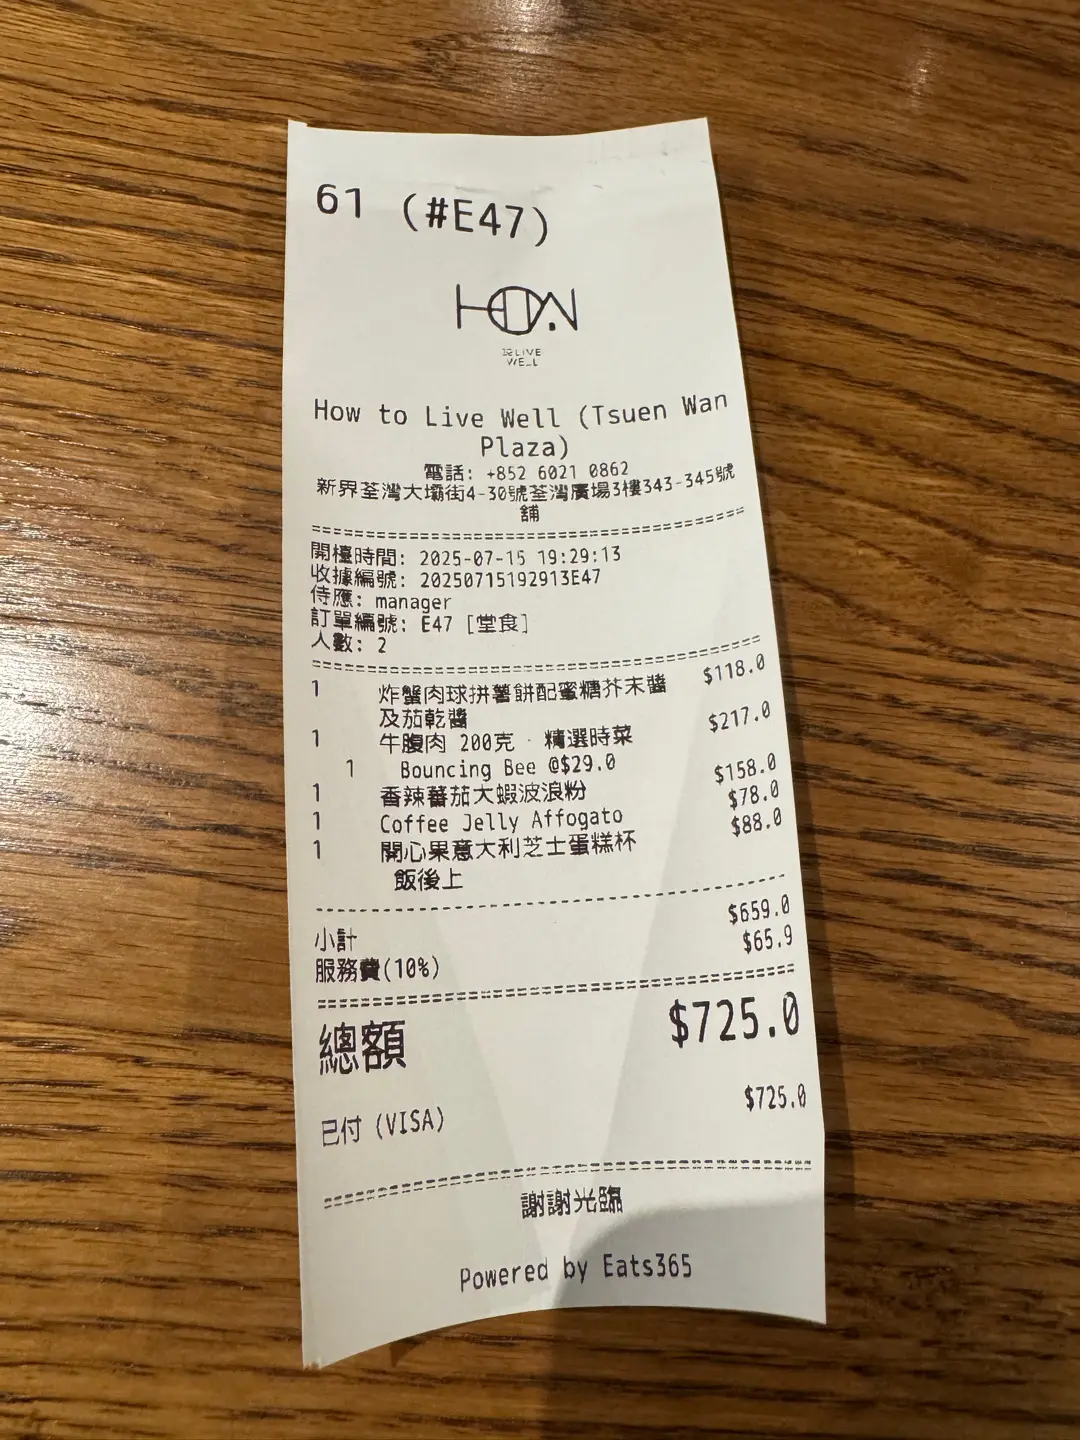 61 (#E47)
HOW
TO LIVE
WELL
How to Live Well (Tsuen Wan
Plaza)
電話: +852 6021 0862
新界荃灣大壩街4-30號荃灣廣場3樓343-345號
舖
開檯時間: 2025-07-15 19:29:13
收據編號: 20250715192913E47
侍應: manager
訂單編號: E47 [堂食]
人數: 2
1 炸蟹肉球拼薯餅配蜜糖芥末醬 $118.0
及茄乾醬
1 牛腹肉 200克 · 精選時菜 $217.0
1 Bouncing Bee @$29.0
1 香辣蕃茄大蝦波浪粉 $158.0
1 Coffee Jelly Affogato $78.0
1 開心果意大利芝士蛋糕杯 $88.0
飯後上
小計 $659.0
服務費(10%) $65.9
總額 $725.0
已付 (VISA) $725.0
謝謝光臨
Powered by Eats365